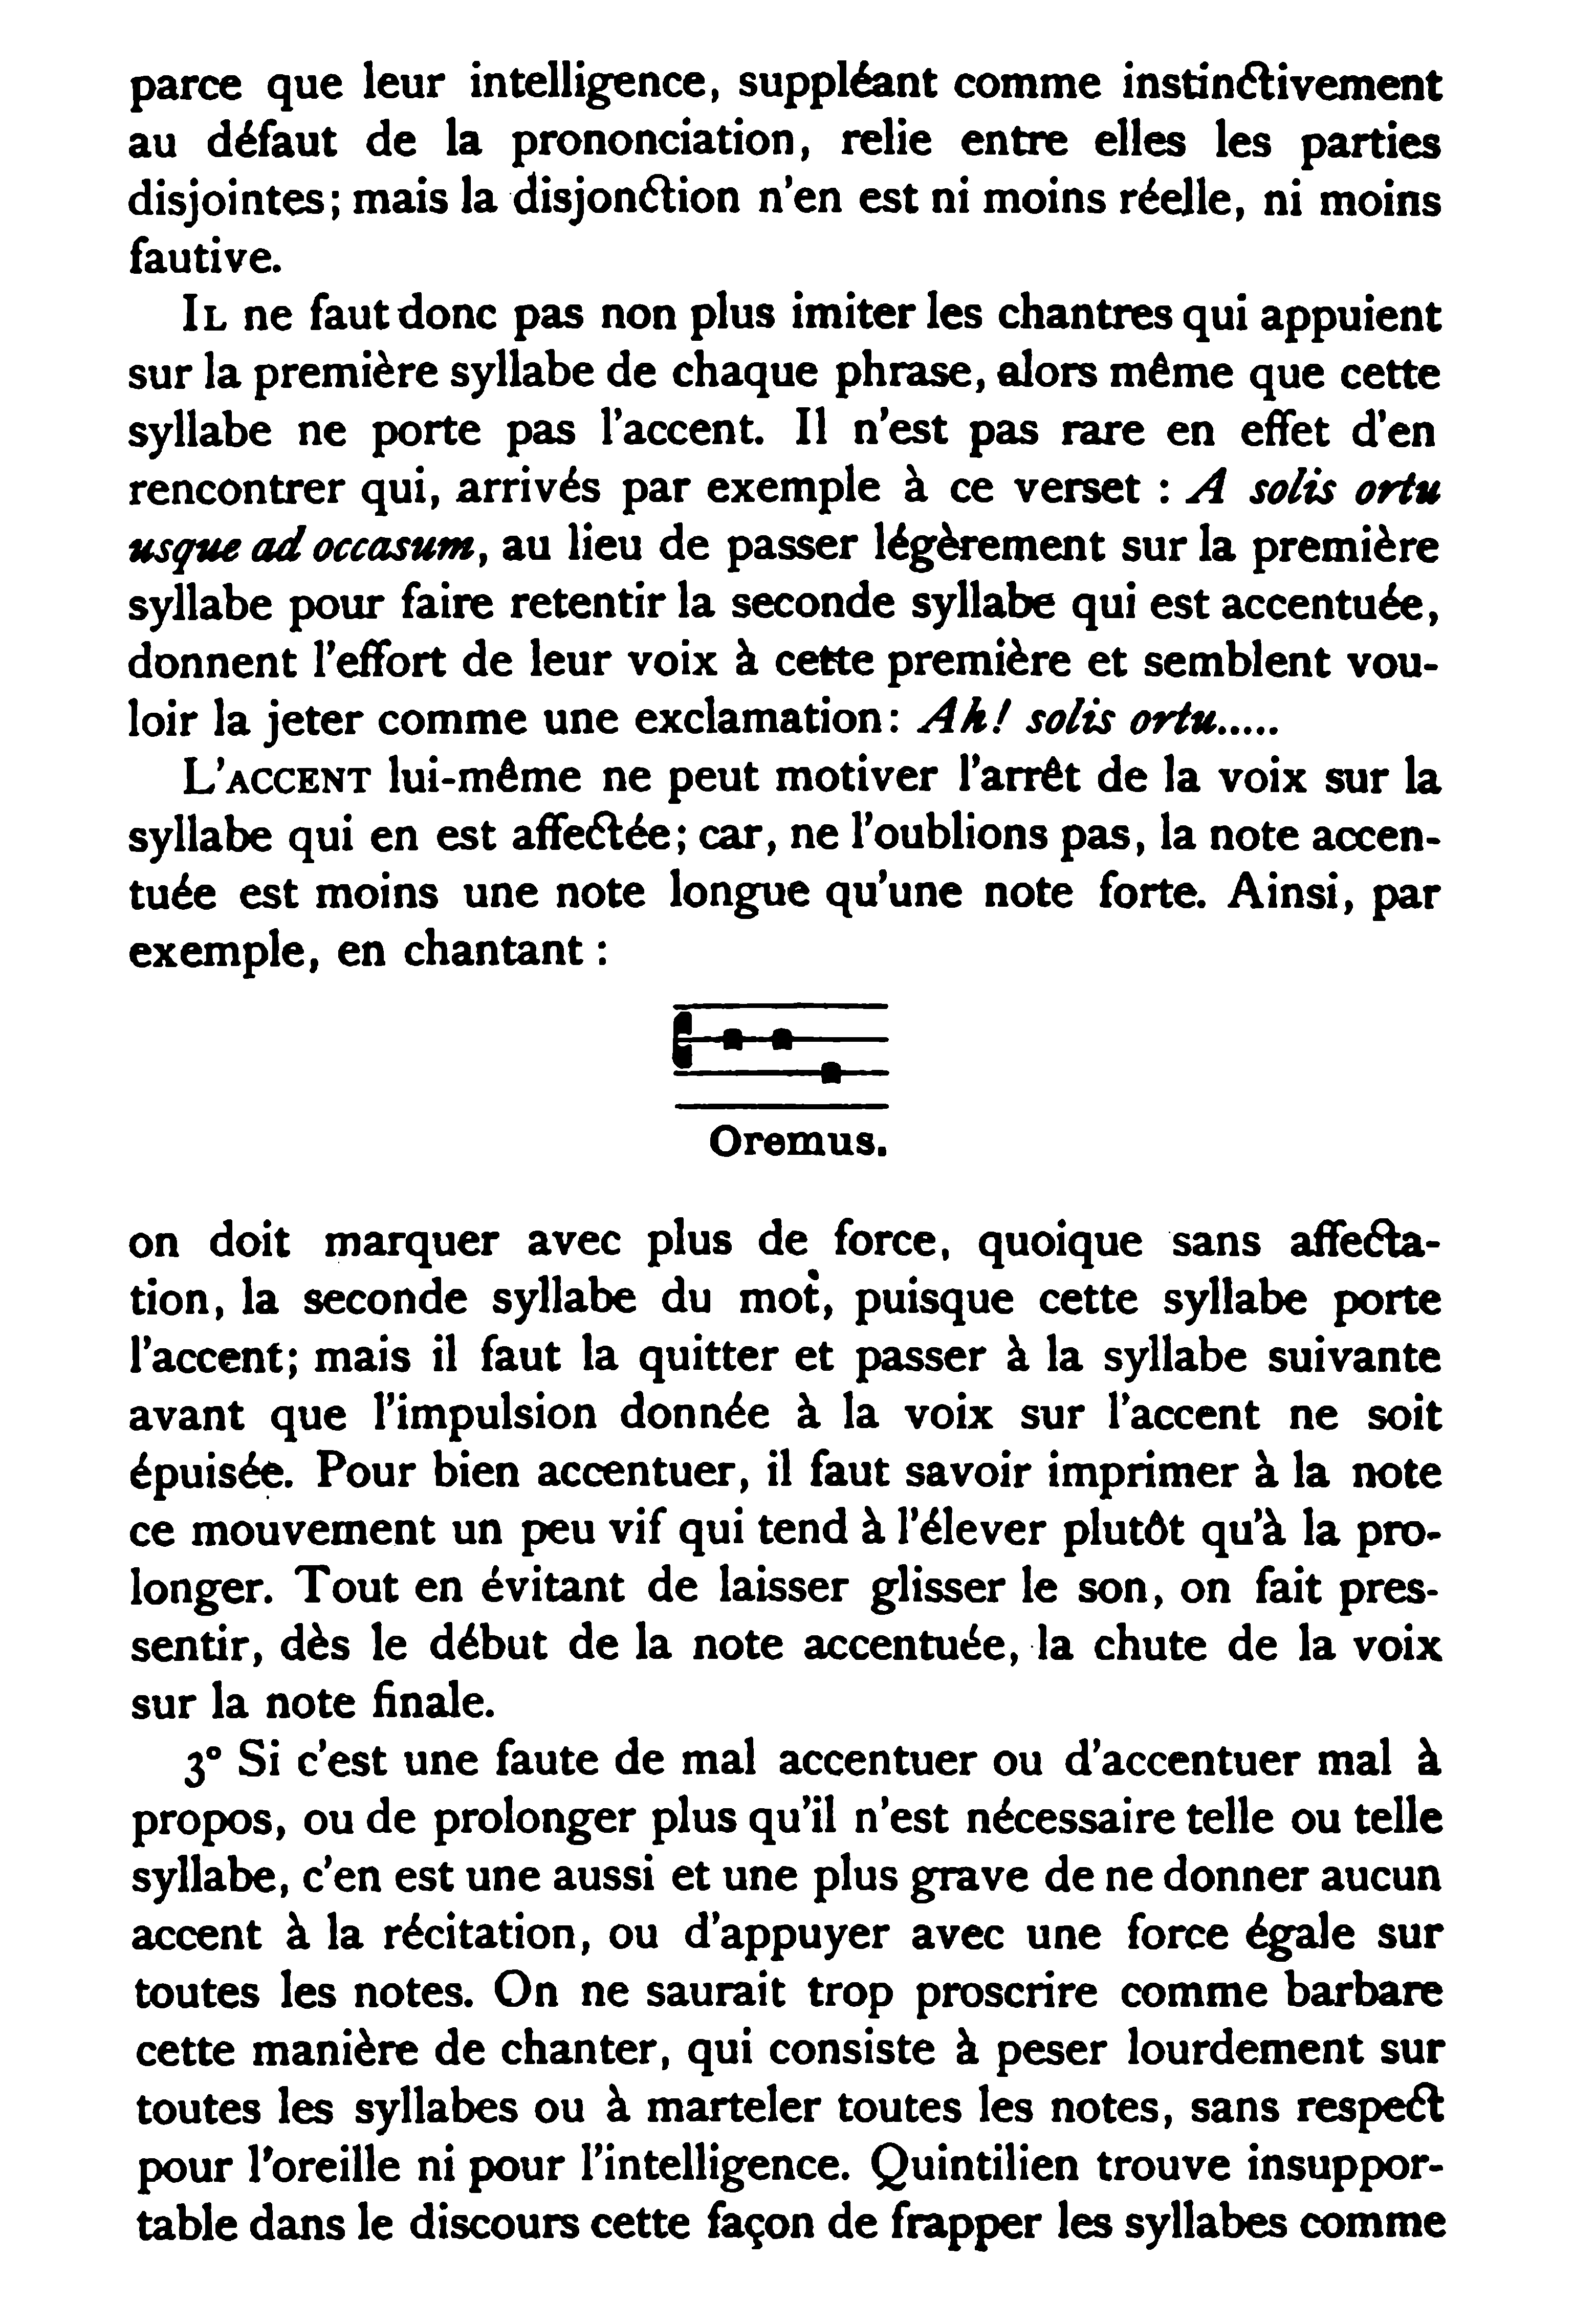 parce que leur intelligence, suppléant comme instinctivement
au défaut de la prononciation, relie entre elles les parties
disjointes; mais la disjonction n'en est ni moins réelle, ni moins
fautive.
IL ne faut donc pas non plus imiter les chantres qui appuient
sur la première syllabe de chaque phrase, alors même que cette
syllabe ne porte pas l'accent. Il n'est pas rare en effet d'en
rencontrer qui, arrivés par exemple à ce verset : A solis ortu
usque ad occasum, au lieu de passer légèrement sur la première
syllabe pour faire retentir la seconde syllabe qui est accentuée,
donnent l'effort de leur voix à cette première et semblent vou-
loir la jeter comme une exclamation: Ah! solis ortu.....
L'ACCENT lui-même ne peut motiver l'arrêt de la voix sur la
syllabe qui en est affectée; car, ne l'oublions pas, la note accen-
tuée est moins une note longue qu'une note forte. Ainsi, par
exemple, en chantant :
Oremus.
on doit marquer avec plus de force, quoique sans affecta-
tion, la seconde syllabe du mot, puisque cette syllabe porte
l'accent; mais il faut la quitter et passer à la syllabe suivante
avant que l'impulsion donnée à la voix sur l'accent ne soit
épuisée. Pour bien accentuer, il faut savoir imprimer à la note
ce mouvement un peu vif qui tend à l'élever plutôt qu'à la pro-
longer. Tout en évitant de laisser glisser le son, on fait pres-
sentir, dès le début de la note accentuée, la chute de la voix
sur la note finale.
3° Si c'est une faute de mal accentuer ou d'accentuer mal à
propos, ou de prolonger plus qu'il n'est nécessaire telle ou telle
syllabe, c'en est une aussi et une plus grave de ne donner aucun
accent à la récitation, ou d'appuyer avec une force égale sur
toutes les notes. On ne saurait trop proscrire comme barbare
cette manière de chanter, qui consiste à peser lourdement sur
toutes les syllabes ou à marteler toutes les notes, sans respect
pour l'oreille ni pour l'intelligence. Quintilien trouve insuppor-
table dans le discours cette façon de frapper les syllabes comme